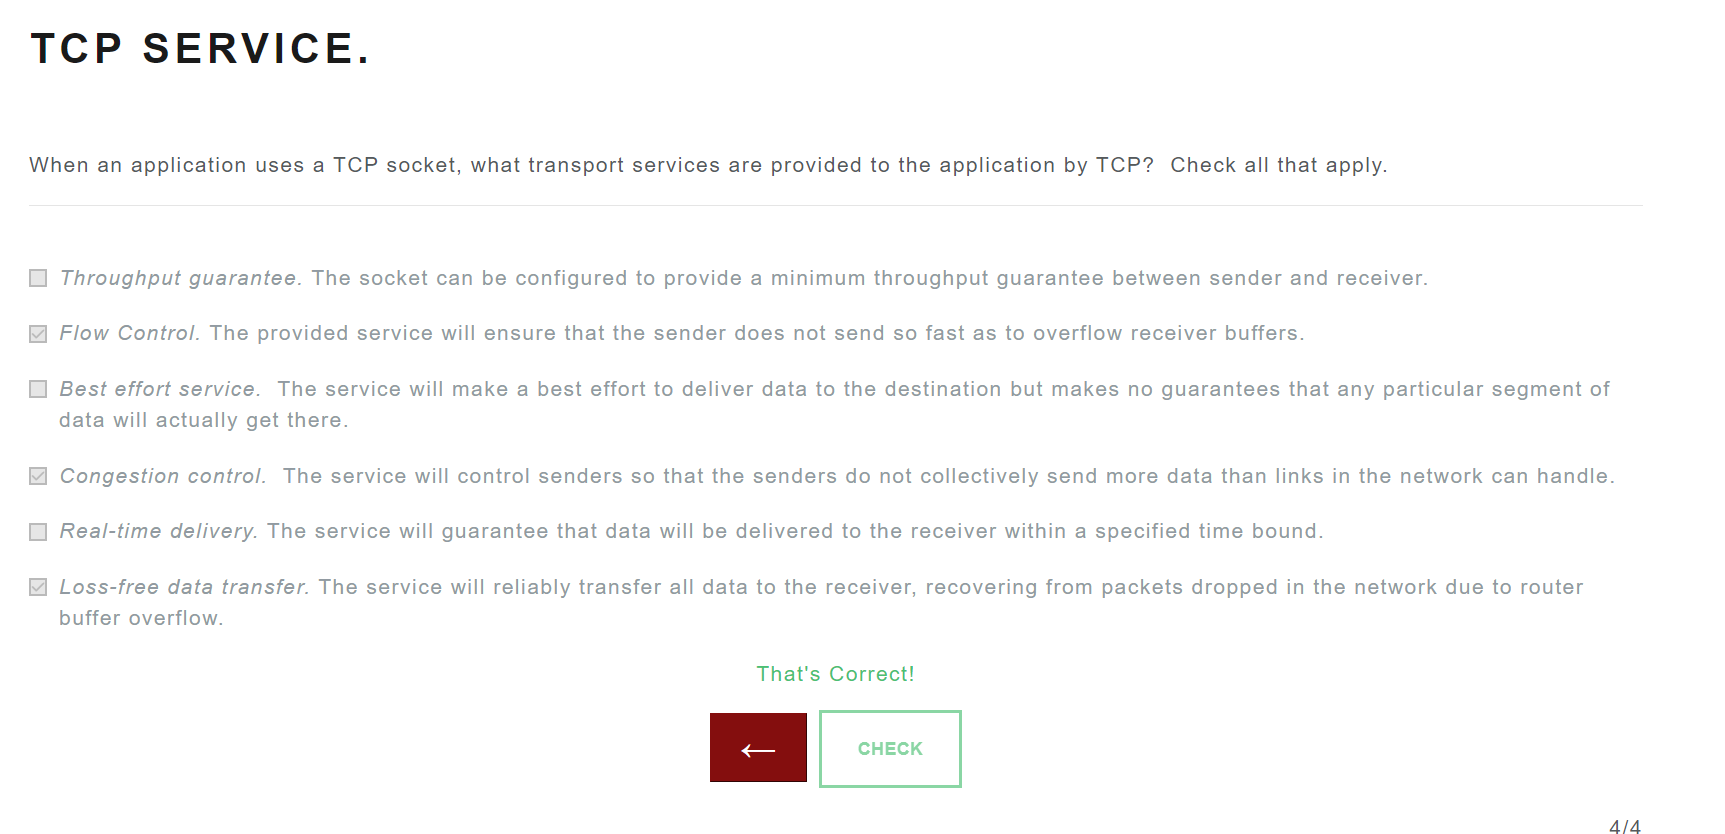 TCP SERVICE.
When an application uses a TCP socket, what transport services are provided to the application by TCP?  Check all that apply.
Throughput guarantee. The socket can be configured to provide a minimum throughput guarantee between sender and receiver.
Flow Control. The provided service will ensure that the sender does not send so fast as to overflow receiver buffers.
Best effort service.  The service will make a best effort to deliver data to the destination but makes no guarantees that any particular segment of
data will actually get there.
Congestion control.  The service will control senders so that the senders do not collectively send more data than links in the network can handle.
Real-time delivery. The service will guarantee that data will be delivered to the receiver within a specified time bound.
Loss-free data transfer. The service will reliably transfer all data to the receiver, recovering from packets dropped in the network due to router
buffer overflow.
That's Correct!
CHECK
4/4